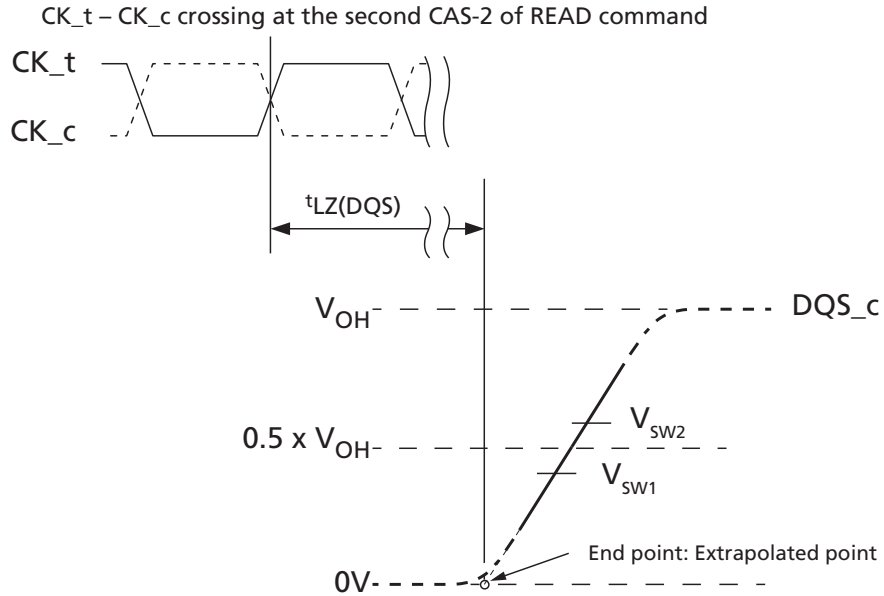 CK_t – CK_c crossing at the second CAS-2 of READ command
CK_t
CK_c
tLZ(DQS)
VOH
DQS_c
VSW2
0.5 x VOH
VSW1
End point: Extrapolated point
0V